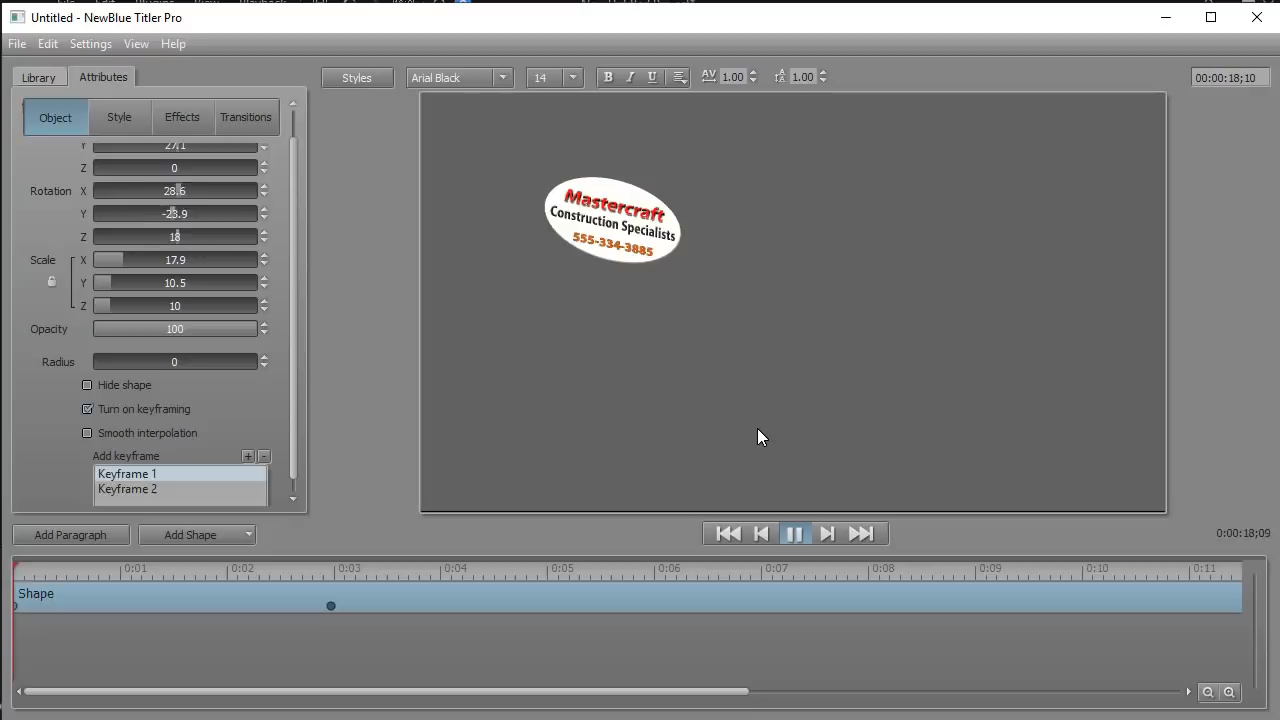 Untitled - NewBlue Titler Pro
File Edit Settings View Help
Library Attributes
Styles Arial Black 14 B I U AV 1.00 A 1.00 00:00:18;10
Object Style Effects Transitions
Y 27.1
Z 0
Rotation X 28.6
Y -23.9
Z 18
Scale X 17.9
Y 10.5
Z 10
Opacity 100
Radius 0
Hide shape
Turn on keyframing
Smooth interpolation
Add keyframe + -
Keyframe 1
Keyframe 2
Mastercraft
Construction Specialists
555-334-3885
Add Paragraph Add Shape
0:00:18;09
0:01 0:02 0:03 0:04 0:05 0:06 0:07 0:08 0:09 0:10 0:11
Shape